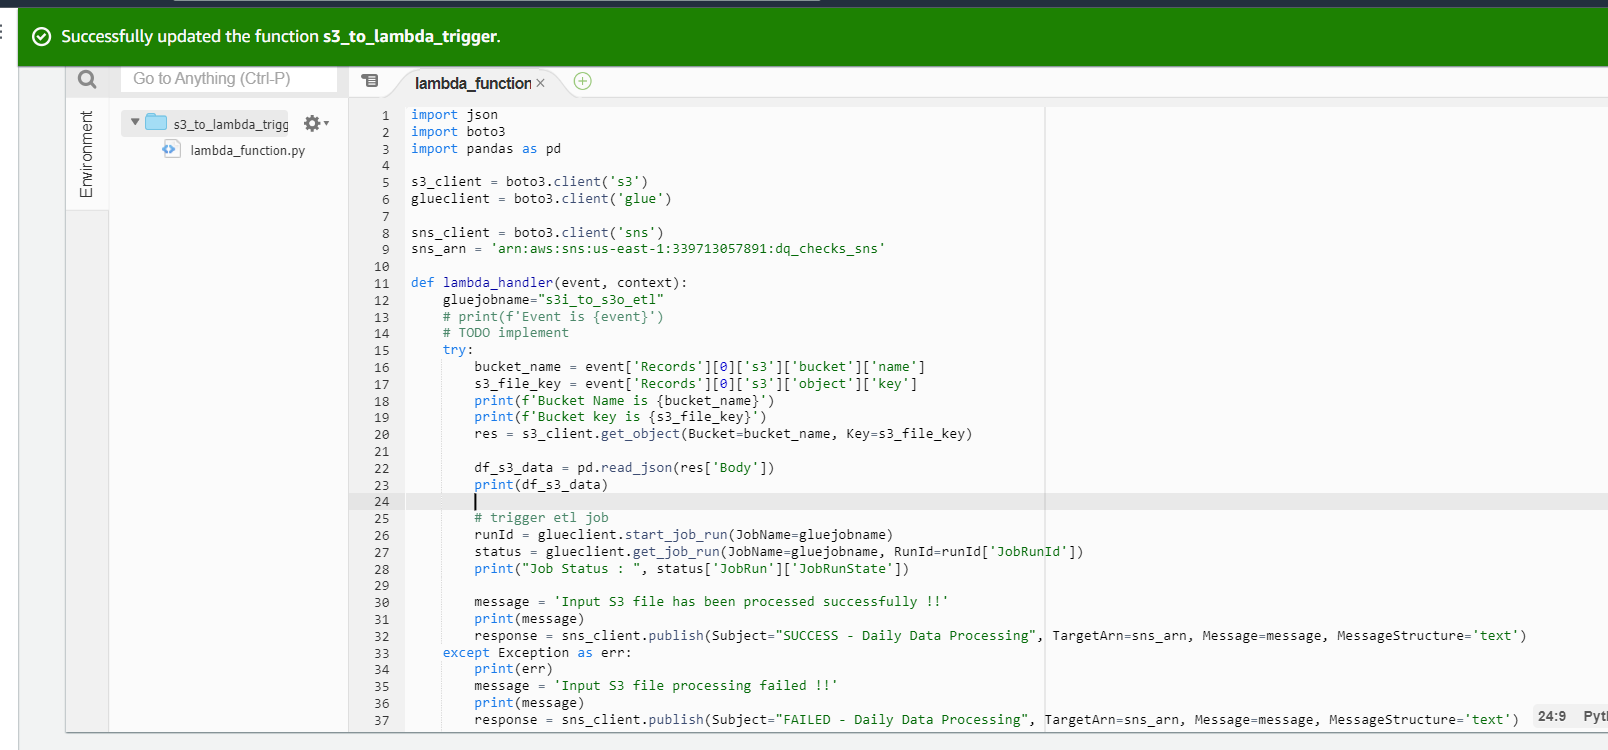 Successfully updated the function s3_to_lambda_trigger.
Go to Anything (Ctrl-P)
lambda_function ×
Environment
s3_to_lambda_trigg
lambda_function.py
1 import json
2 import boto3
3 import pandas as pd
4
5 s3_client = boto3.client('s3')
6 glueclient = boto3.client('glue')
7
8 sns_client = boto3.client('sns')
9 sns_arn = 'arn:aws:sns:us-east-1:339713057891:dq_checks_sns'
10
11 def lambda_handler(event, context):
12 gluejobname="s3i_to_s3o_etl"
13 # print(f'Event is {event}')
14 # TODO implement
15 try:
16 bucket_name = event['Records'][0]['s3']['bucket']['name']
17 s3_file_key = event['Records'][0]['s3']['object']['key']
18 print(f'Bucket Name is {bucket_name}')
19 print(f'Bucket key is {s3_file_key}')
20 res = s3_client.get_object(Bucket=bucket_name, Key=s3_file_key)
21
22 df_s3_data = pd.read_json(res['Body'])
23 print(df_s3_data)
24
25 # trigger etl job
26 runId = glueclient.start_job_run(JobName=gluejobname)
27 status = glueclient.get_job_run(JobName=gluejobname, RunId=runId['JobRunId'])
28 print("Job Status : ", status['JobRun']['JobRunState'])
29
30 message = 'Input S3 file has been processed successfully !!'
31 print(message)
32 response = sns_client.publish(Subject="SUCCESS - Daily Data Processing", TargetArn=sns_arn, Message=message, MessageStructure='text')
33 except Exception as err:
34 print(err)
35 message = 'Input S3 file processing failed !!'
36 print(message)
37 response = sns_client.publish(Subject="FAILED - Daily Data Processing", TargetArn=sns_arn, Message=message, MessageStructure='text')
24:9 Pyt